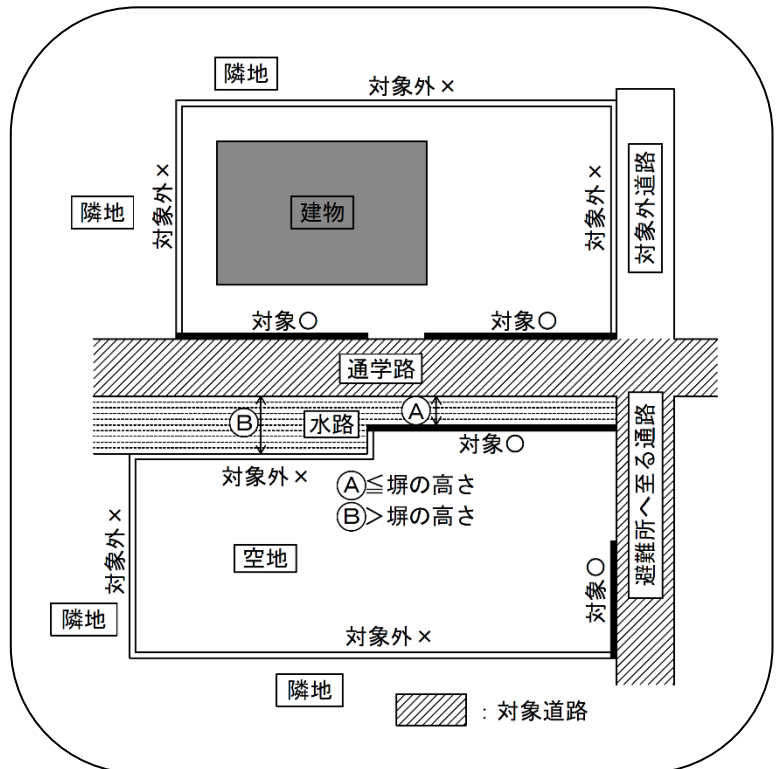 隣地
対象外×
隣地
対象外×
建物
対象外×
対象外道路
対象○
対象○
通学路
Ⓑ
水路
Ⓐ
対象○
対象外×
Ⓐ≦塀の高さ
Ⓑ＞塀の高さ
避難所へ至る通路
対象外×
空地
対象○
隣地
対象外×
隣地
：対象道路